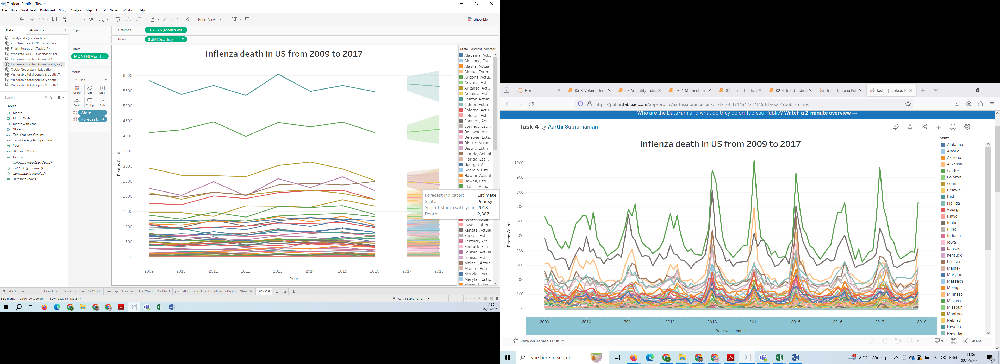 Tableau Public - Task 4
File Data Worksheet Dashboard Story Analysis Map Format Server Window Help
Entire View
Show Me
Data Analytics
candy-data (candy-data)
enrollment+ (OECD_Secondary_E...
Final Integration (Task 1.7)
grad rate (OECD_Secondary_Ed... !
Influenza modified (month1)
Influenza modified (monthwithyear)
OECD_Secondary_Education
Vulnerable,total popula & death (T...
Vulnerable,total popula & death (T...
Vulnerable,total popula & death (T...
Search
Tables
Month
Month Code
Month with year
State
Abc Ten-Year Age Groups
Abc Ten-Year Age Groups Code
Year
Abc Measure Names
# Deaths
# Influenza modified (Count)
Latitude (generated)
Longitude (generated)
# Measure Values
Pages
Filters
MONTH(Month ..
Marks
Line
Colour Size Label
Detail Tooltip Path
State
Forecast..
Columns YEAR(Month wit..
Rows SUM(Deaths)
Inflenza death in US from 2009 to 2017
Deaths Count
6000
5500
5000
4500
4000
3500
3000
2500
2000
1500
1000
500
0
2009 2010 2011 2012 2013 2014 2015 2016 2017 2018
Year
Forecast indicator: Estimate
State: Pennsyl
Year of Month with year: 2018
Deaths: 2,387
State, Forecast indicator
Alabama, Act..
Alabama, Est..
Alaska, Actual
Alaska, Estim..
Arizona, Actu..
Arizona, Esti..
Arkansa, Act..
Arkansa, Est..
Califor, Actual
Califor, Estim..
Colorad, Actu..
Colorad, Esti..
Connect, Act..
Connect, Esti..
Delawar, Act..
Delawar, Esti..
Distric, Actual
Distric, Estim..
Florida, Actual
Florida, Esti..
Georgia, Act..
Georgia, Est..
Hawaii, Actual
Hawaii, Esti..
Idaho -, Actual
Iowa -, Actual
Iowa -, Estim..
Kansas, Actual
Kansas, Esti..
Kentuck, Act..
Kentuck, Esti..
Louisia, Actual
Louisia, Esti..
Maine -, Actual
Maine -, Esti..
Marylan, Act..
Marylan, Esti..
Massach, Act..
Data Source Brand Bar Candy Hardness Pie Chart Treemap Tree map Bar Chart Pie Chart graduation enrollment Influenza Death Sheet 10 Task 2.4
510 marks 1 row by 1 column SUM(Deaths): 433,547
Aarthi Subramanian
11:36
02/05/2024
Home 05_3_Volume_Indic 03_Volatility_Indica 03_4_Momentum_ 02_4_Trend_Indicat 02_4_Trend_Indicat Trial | Tableau Pub Task 4 | Tableau Pu
https://public.tableau.com/app/profile/aarthi.subramanian/viz/Task4_17146422821190/Task2_4?publish=yes
Who are the DataFam and what do they do on Tableau Public? Watch a 2-minute overview →
Task 4 by Aarthi Subramanian
Inflenza death in US from 2009 to 2017
Deaths Count
1000
900
800
700
600
500
400
300
200
100
0
2009 2010 2011 2012 2013 2014 2015 2016 2017 2018
Year with month
State
Alabama
Alaska
Arizona
Arkansa
Califor
Colorad
Connect
Delawar
Distric
Florida
Georgia
Hawaii
Idaho -
Illinoi
Indiana
Iowa -
Kansas
Kentuck
Louisia
Maine -
Marylan
Massach
Michiga
Minneso
Mississ
Missour
Montana
Nebrask
Nevada
New Ham
View on Tableau Public
Share
Type here to search
22°C Windig
ENG
11:36
02/05/2024
2